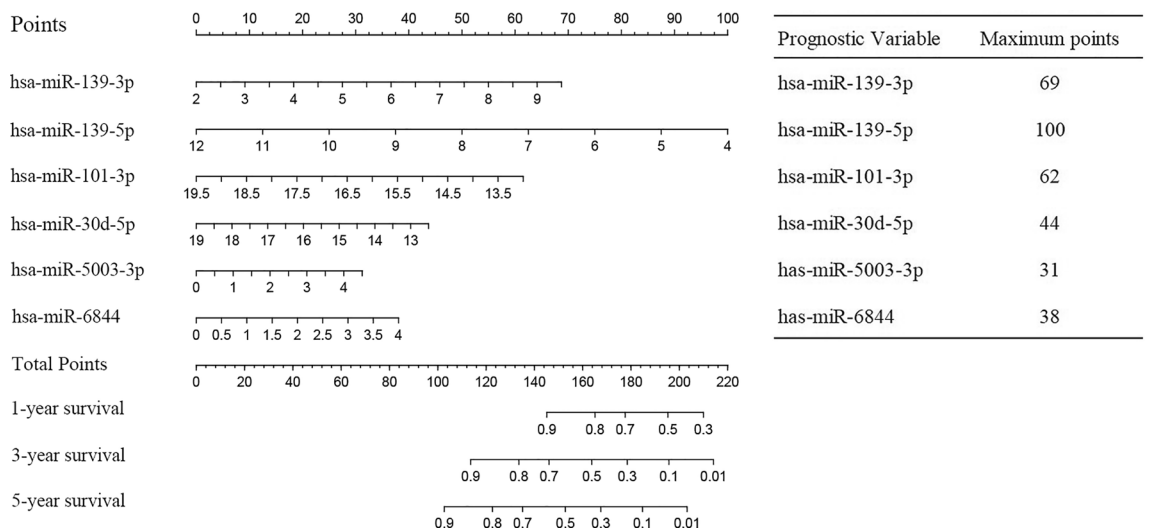 Points
0 10 20 30 40 50 60 70 80 90 100
hsa-miR-139-3p
2 3 4 5 6 7 8 9
hsa-miR-139-5p
12 11 10 9 8 7 6 5 4
hsa-miR-101-3p
19.5 18.5 17.5 16.5 15.5 14.5 13.5
hsa-miR-30d-5p
19 18 17 16 15 14 13
hsa-miR-5003-3p
0 1 2 3 4
hsa-miR-6844
0 0.5 1 1.5 2 2.5 3 3.5 4
Total Points
0 20 40 60 80 100 120 140 160 180 200 220
1-year survival
0.9 0.8 0.7 0.5 0.3
3-year survival
0.9 0.8 0.7 0.5 0.3 0.1 0.01
5-year survival
0.9 0.8 0.7 0.5 0.3 0.1 0.01
Prognostic Variable Maximum points
hsa-miR-139-3p 69
hsa-miR-139-5p 100
hsa-miR-101-3p 62
hsa-miR-30d-5p 44
has-miR-5003-3p 31
has-miR-6844 38